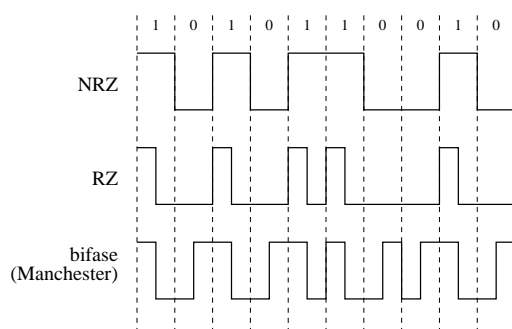 1 0 1 0 1 1 0 0 1 0
NRZ
RZ
bifase
(Manchester)